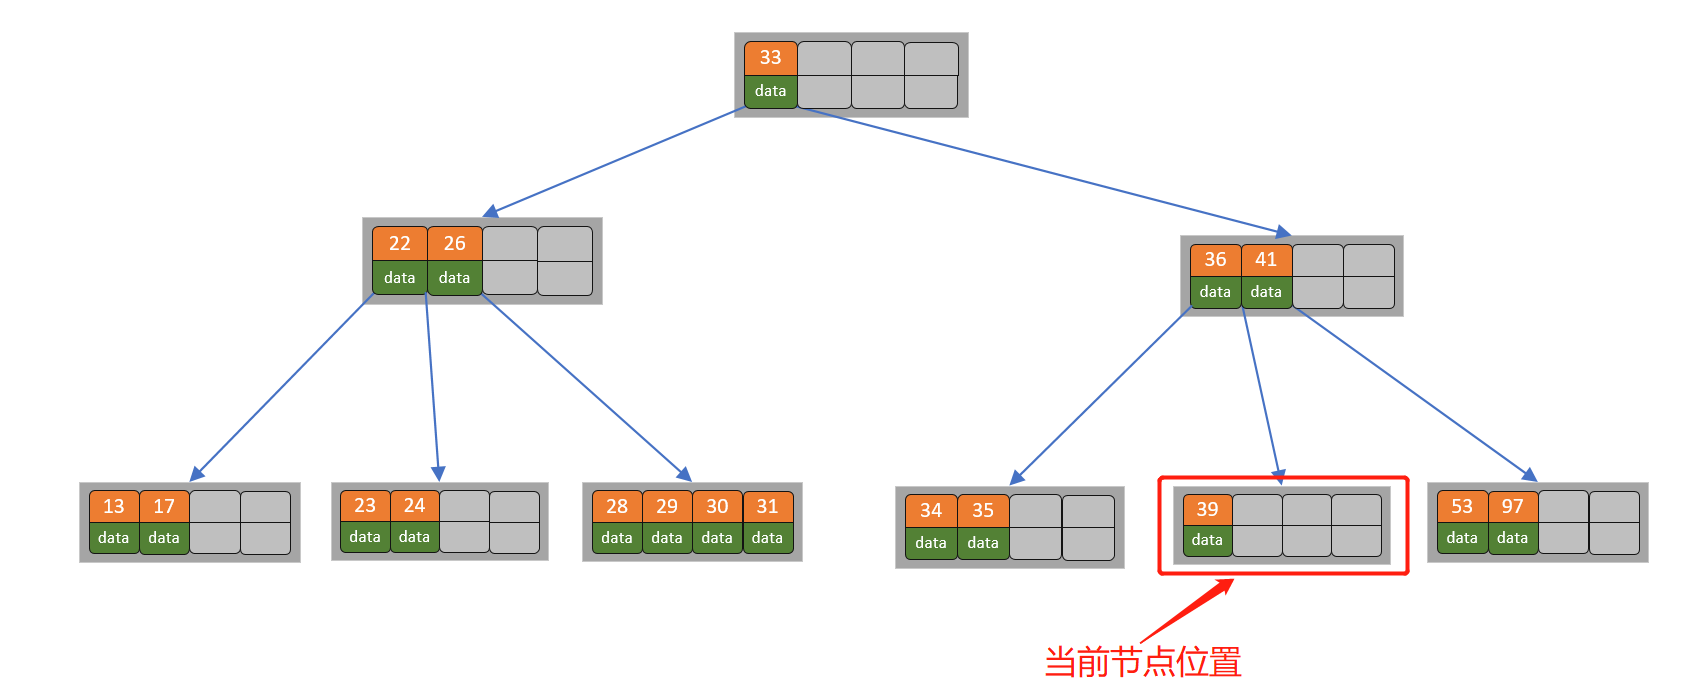 33
data
22 26
data data
36 41
data data
13 17
data data
23 24
data data
28 29 30 31
data data data data
34 35
data data
39
data
53 97
data data
当前节点位置